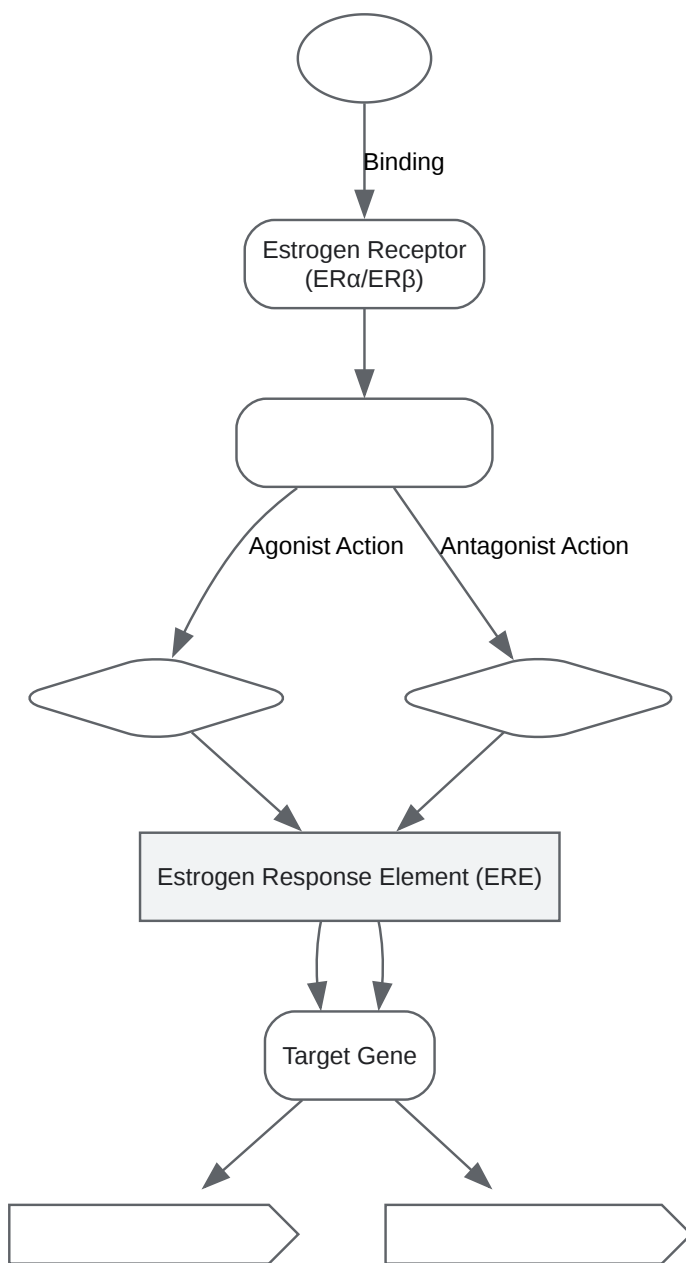 Binding
Estrogen Receptor
(ERα/ERβ)
Agonist Action
Antagonist Action
Estrogen Response Element (ERE)
Target Gene